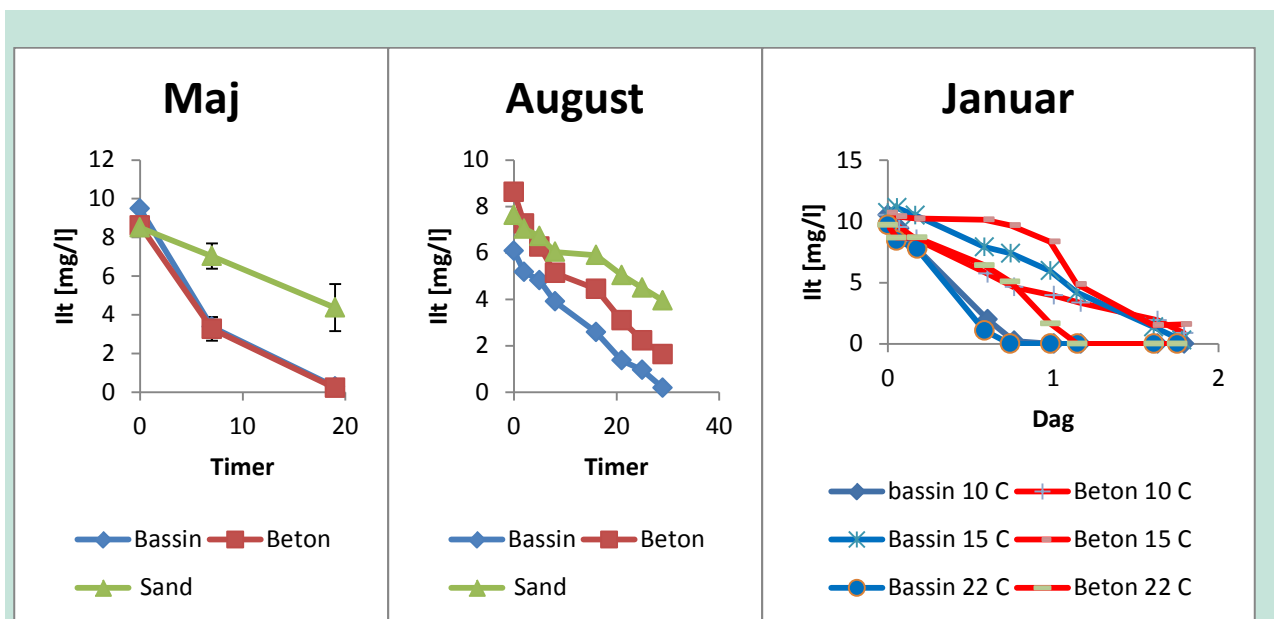 Maj
Ilt [mg/l]
12
10
8
6
4
2
0
0 10 20
Timer
Bassin Beton
Sand
August
Ilt [mg/l]
10
8
6
4
2
0
0 20 40
Timer
Bassin Beton
Sand
Januar
Ilt [mg/l]
15
10
5
0
0 1 2
Dag
bassin 10 C Beton 10 C
Bassin 15 C Beton 15 C
Bassin 22 C Beton 22 C